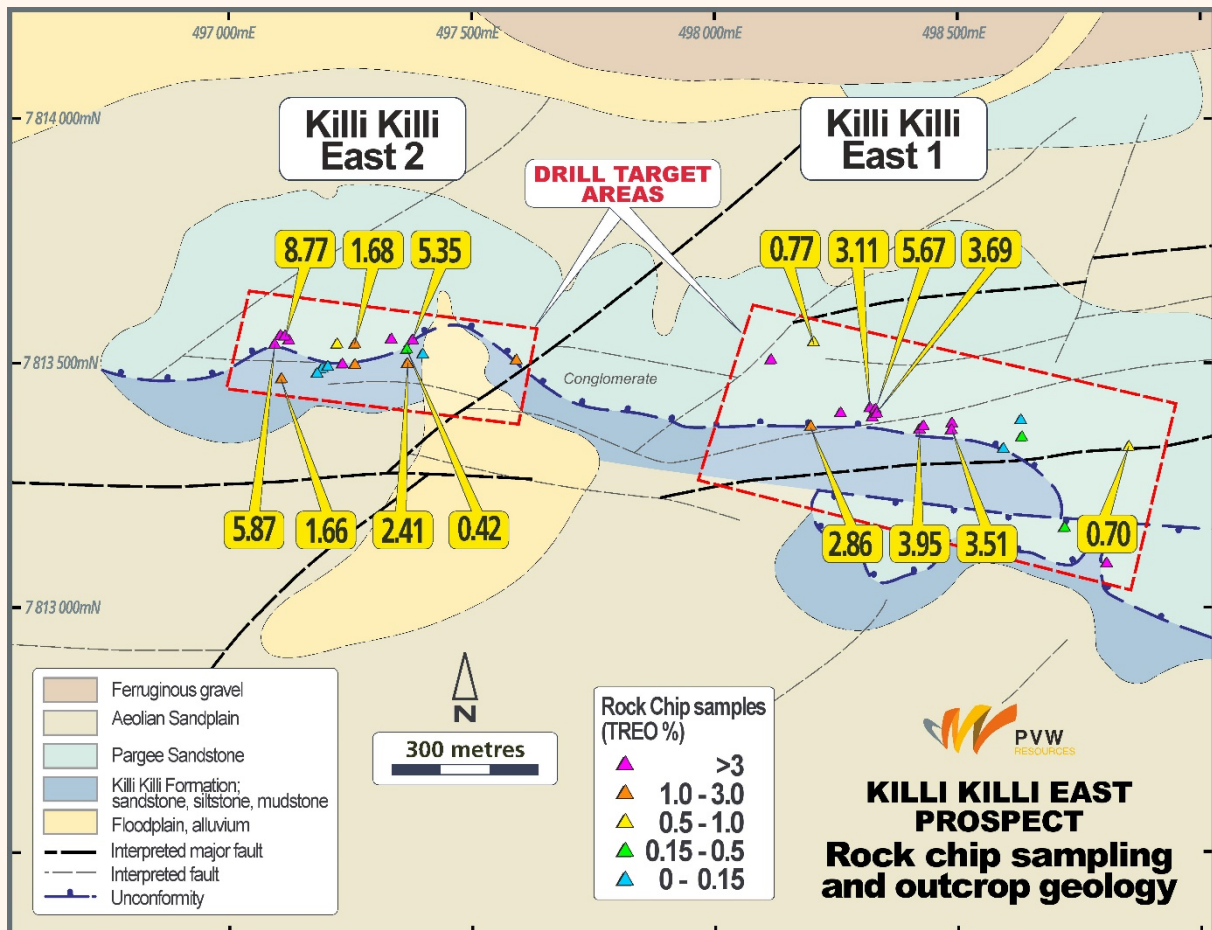 497 000mE
497 500mE
498 000mE
498 500mE
7 814 000mN
Killi Killi
East 2
Killi Killi
East 1
DRILL TARGET
AREAS
8.77
1.68
5.35
0.77
3.11
5.67
3.69
7 813 500mN
Conglomerate
5.87
1.66
2.41
0.42
2.86
3.95
3.51
0.70
7 813 000mN
Ferruginous gravel
Aeolian Sandplain
Pargee Sandstone
Killi Killi Formation;
sandstone, siltstone, mudstone
Floodplain, alluvium
Interpreted major fault
Interpreted fault
Unconformity
N
300 metres
Rock Chip samples
(TREO %)
>3
1.0 - 3.0
0.5 - 1.0
0.15 - 0.5
0 - 0.15
PVW
RESOURCES
KILLI KILLI EAST
PROSPECT
Rock chip sampling
and outcrop geology